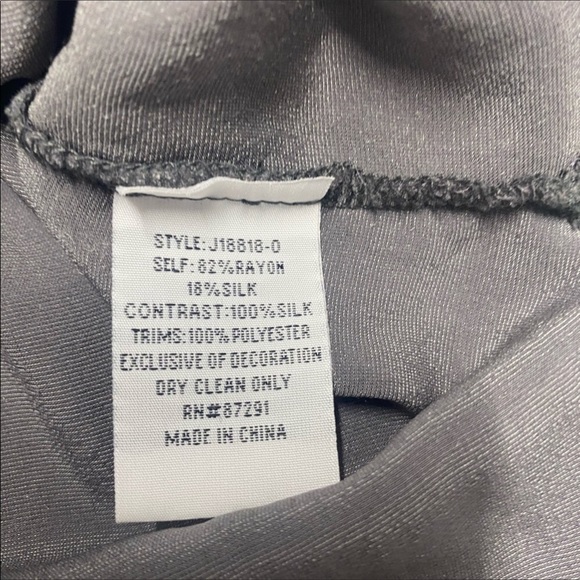 STYLE:J18818-0
SELF:82%RAYON
18%SILK
CONTRAST:100%SILK
TRIMS:100%POLYESTER
EXCLUSIVE OF DECORATION
DRY CLEAN ONLY
RN#87291
MADE IN CHINA